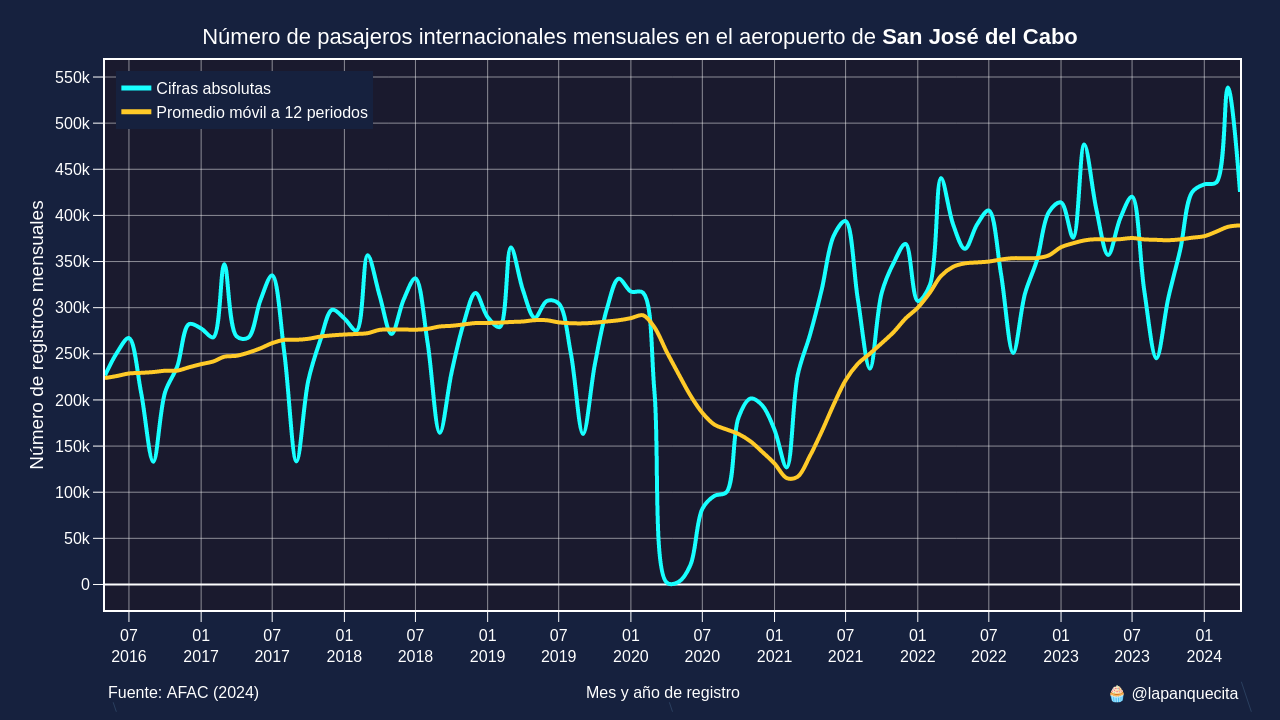 Número de pasajeros internacionales mensuales en el aeropuerto de San José del Cabo
Cifras absolutas
Promedio móvil a 12 periodos
Número de registros mensuales
550k
500k
450k
400k
350k
300k
250k
200k
150k
100k
50k
0
07 01 07 01 07 01 07 01 07 01 07 01 07 01 07 01
2016 2017 2017 2018 2018 2019 2019 2020 2020 2021 2021 2022 2022 2023 2023 2024
Fuente: AFAC (2024) Mes y año de registro 🧁 @lapanquecita